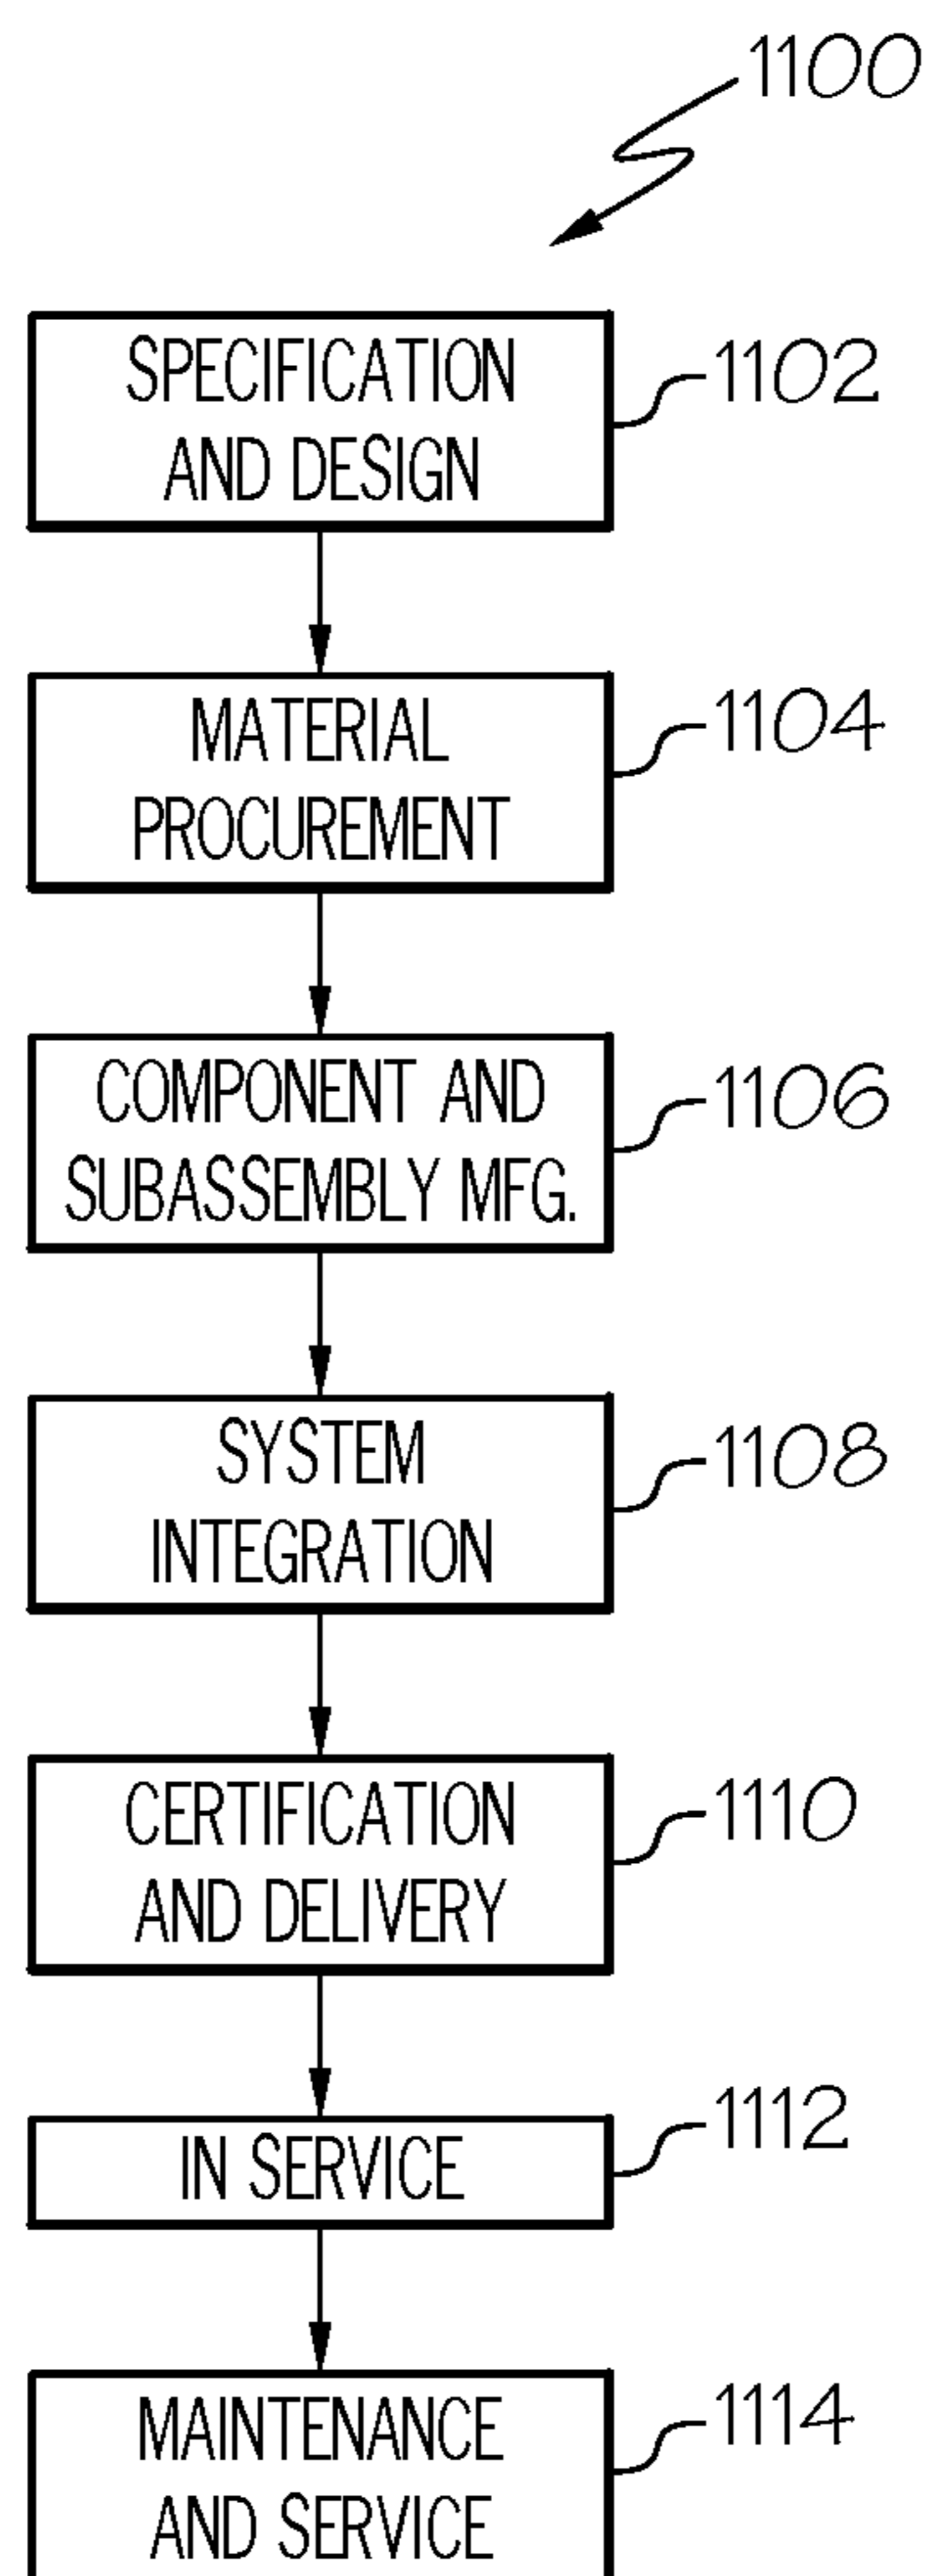 1100
SPECIFICATION
AND DESIGN
1102
MATERIAL
PROCUREMENT
1104
COMPONENT AND
SUBASSEMBLY MFG.
1106
SYSTEM
INTEGRATION
1108
CERTIFICATION
AND DELIVERY
1110
IN SERVICE
1112
MAINTENANCE
AND SERVICE
1114